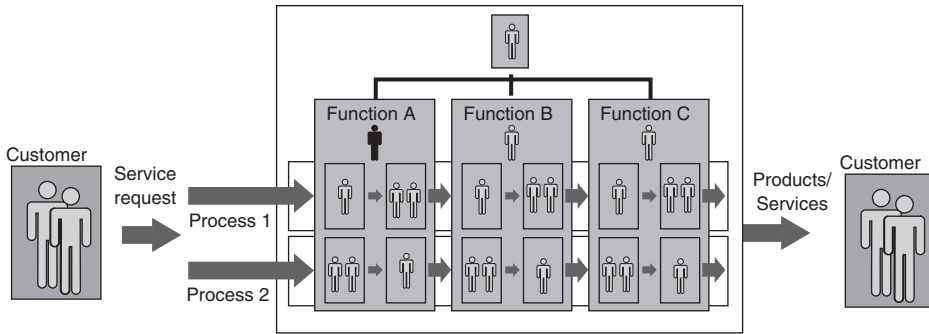 Function A
Function B
Function C
Customer
Service
request
Process 1
Process 2
Products/
Services
Customer